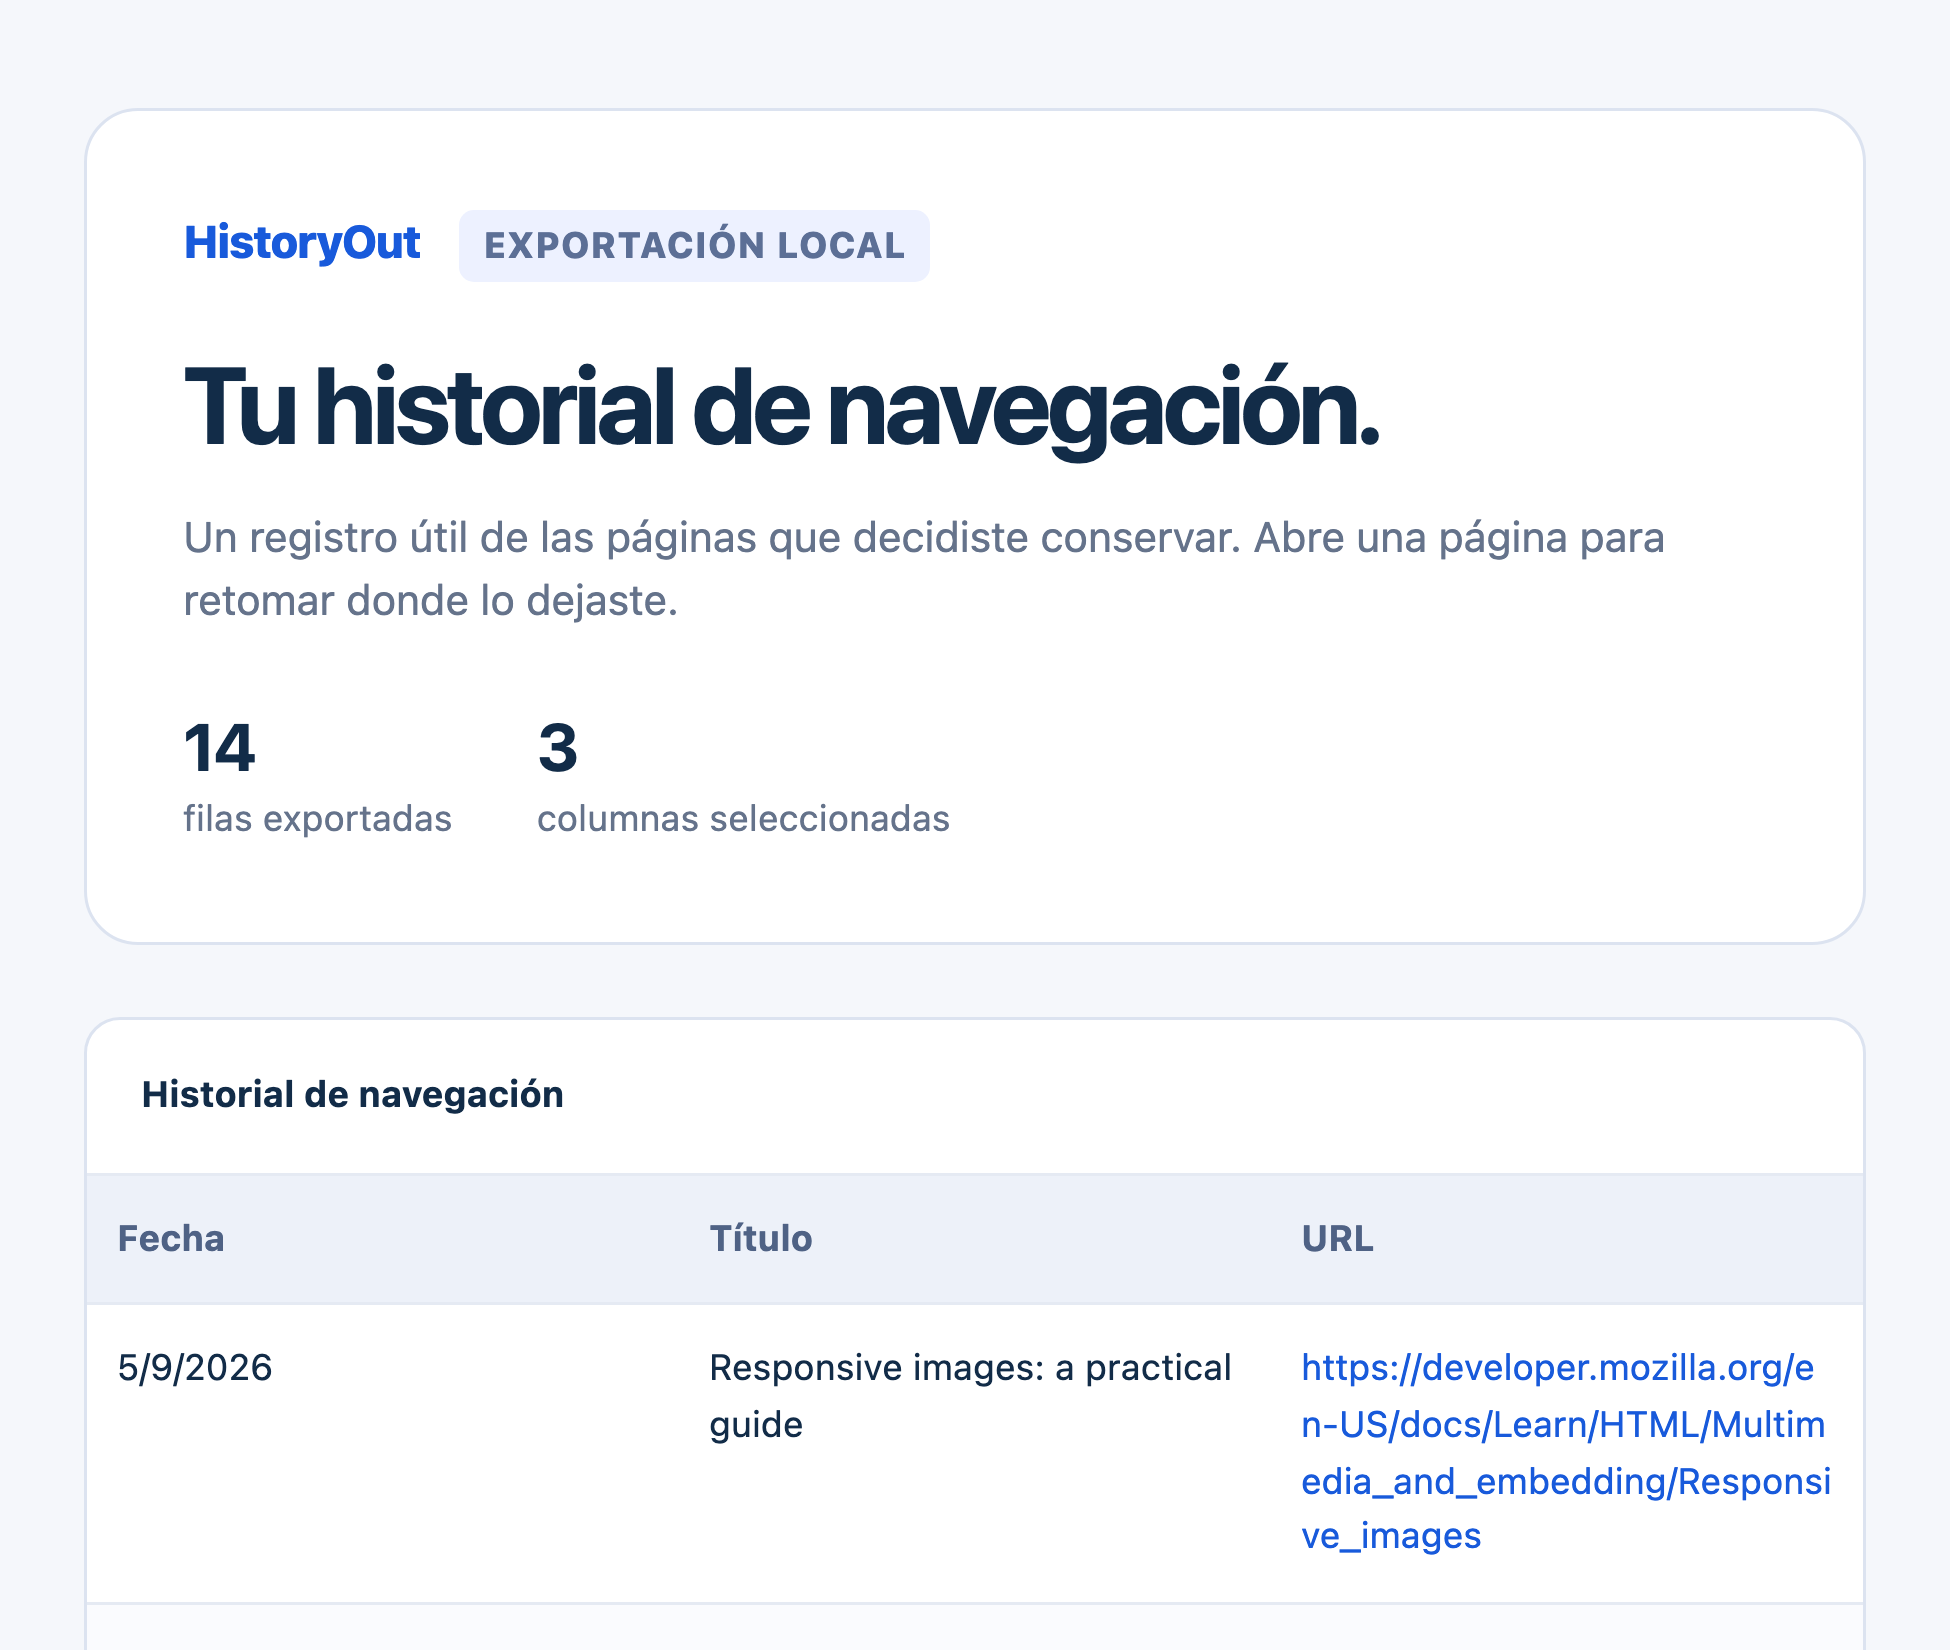 HistoryOut
EXPORTACIÓN LOCAL
Tu historial de navegación.
Un registro útil de las páginas que decidiste conservar. Abre una página para
retomar donde lo dejaste.
14
filas exportadas
3
columnas seleccionadas
Historial de navegación
Fecha
Título
URL
5/9/2026
Responsive images: a practical
guide
https://developer.mozilla.org/e
n-US/docs/Learn/HTML/Multim
edia_and_embedding/Responsi
ve_images